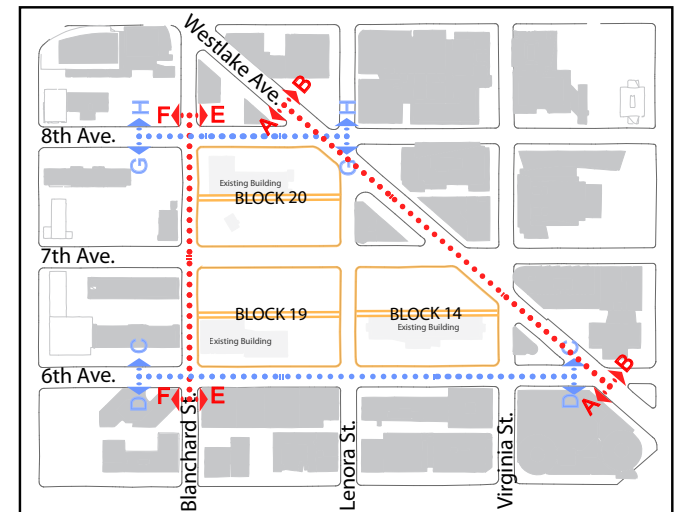 Westlake Ave.
B
A
H
H
F
E
8th Ave.
G
G
Existing Building
BLOCK 20
7th Ave.
BLOCK 19
BLOCK 14
Existing Building
Existing Building
C
C
B
6th Ave.
D
F
E
D
A
Blanchard St.
Lenora St.
Virginia St.